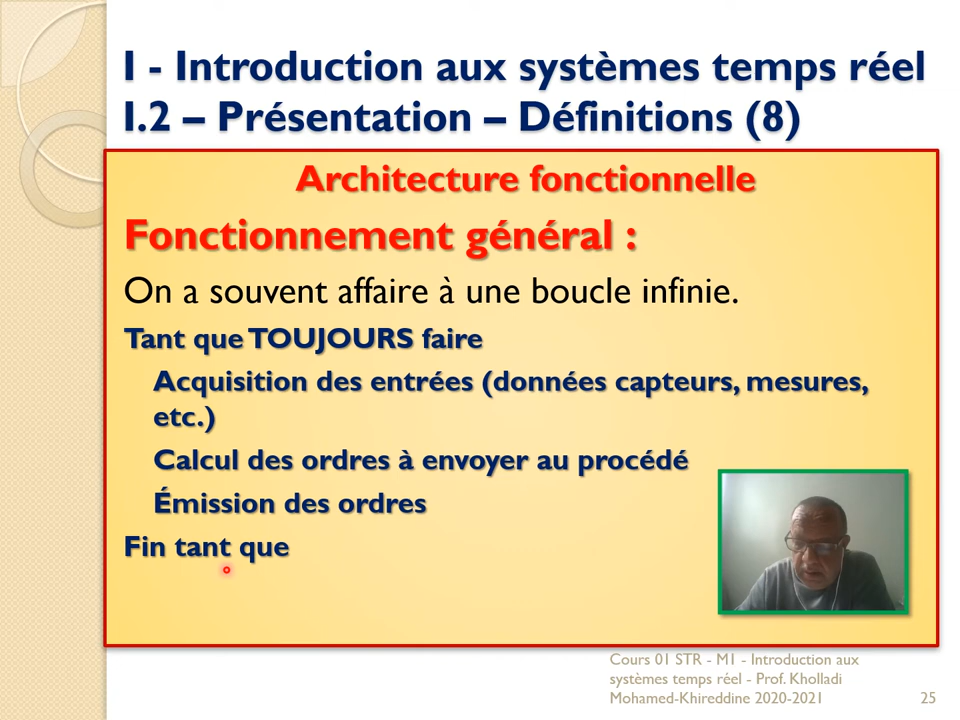 I - Introduction aux systèmes temps réel
I.2 – Présentation – Définitions (8)
Architecture fonctionnelle
Fonctionnement général :
On a souvent affaire à une boucle infinie.
Tant que TOUJOURS faire
Acquisition des entrées (données capteurs, mesures,
etc.)
Calcul des ordres à envoyer au procédé
Émission des ordres
Fin tant que
Cours 01 STR - M1 - Introduction aux
systèmes temps réel - Prof. Kholladi
Mohamed-Khireddine 2020-2021
25